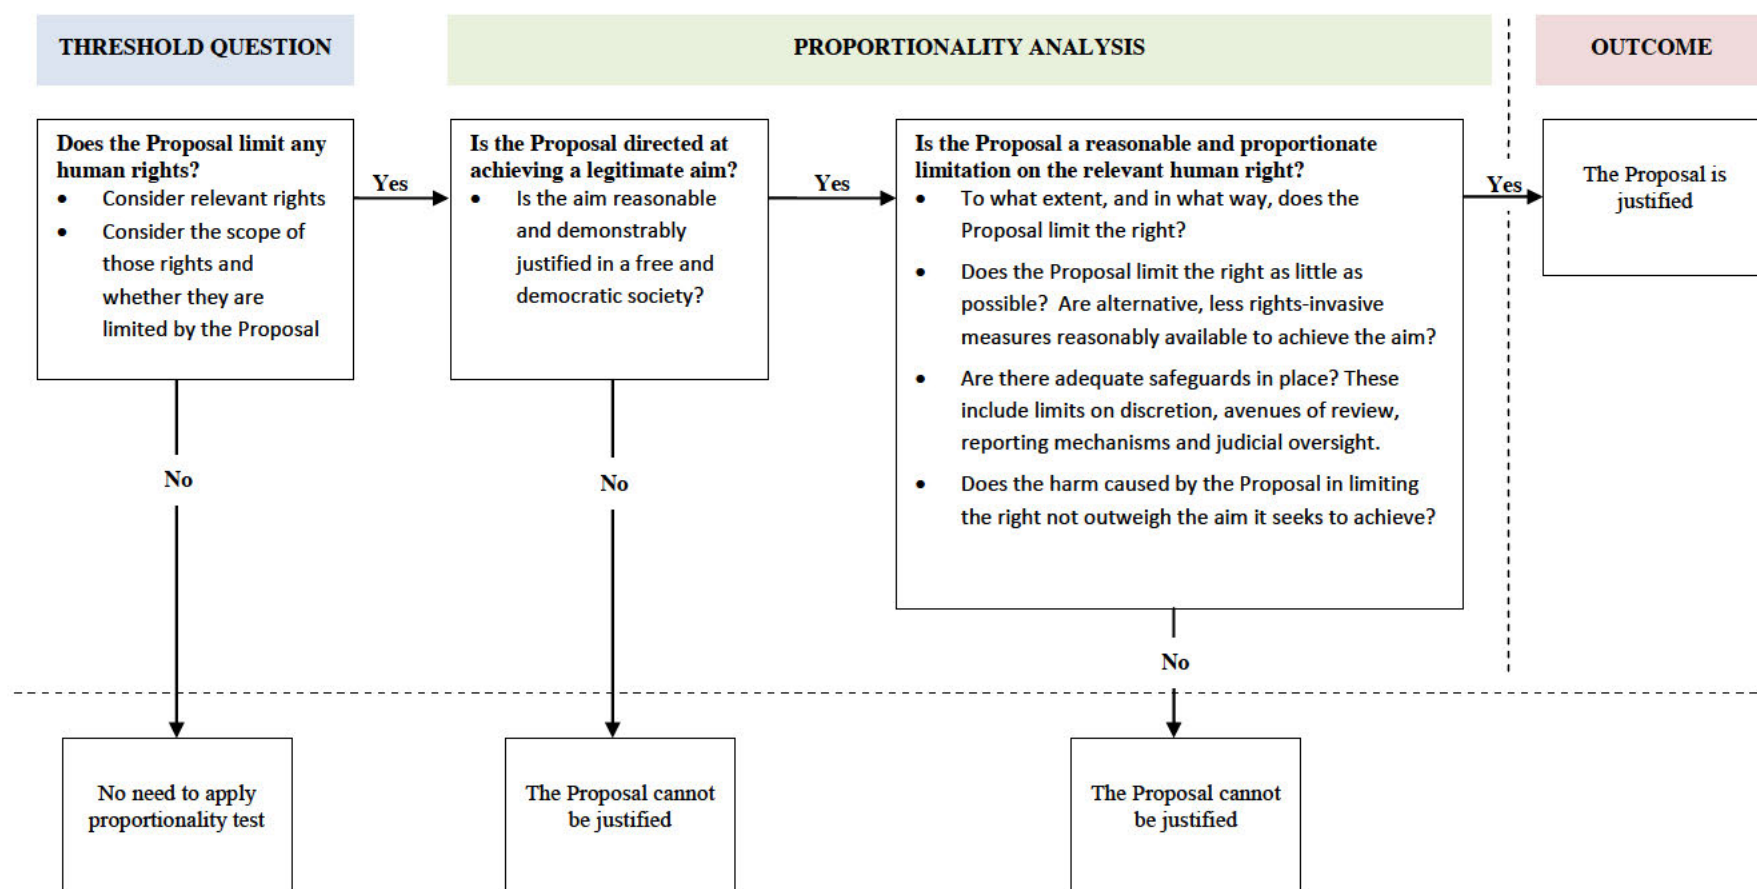 THRESHOLD QUESTION
PROPORTIONALITY ANALYSIS
OUTCOME
Does the Proposal limit any
human rights?
• Consider relevant rights
• Consider the scope of
those rights and
whether they are
limited by the Proposal
Yes
Is the Proposal directed at
achieving a legitimate aim?
• Is the aim reasonable
and demonstrably
justified in a free and
democratic society?
Yes
Is the Proposal a reasonable and proportionate
limitation on the relevant human right?
• To what extent, and in what way, does the
Proposal limit the right?
• Does the Proposal limit the right as little as
possible? Are alternative, less rights-invasive
measures reasonably available to achieve the aim?
• Are there adequate safeguards in place? These
include limits on discretion, avenues of review,
reporting mechanisms and judicial oversight.
• Does the harm caused by the Proposal in limiting
the right not outweigh the aim it seeks to achieve?
Yes
The Proposal is
justified
No
No
No
No need to apply
proportionality test
The Proposal cannot
be justified
The Proposal cannot
be justified